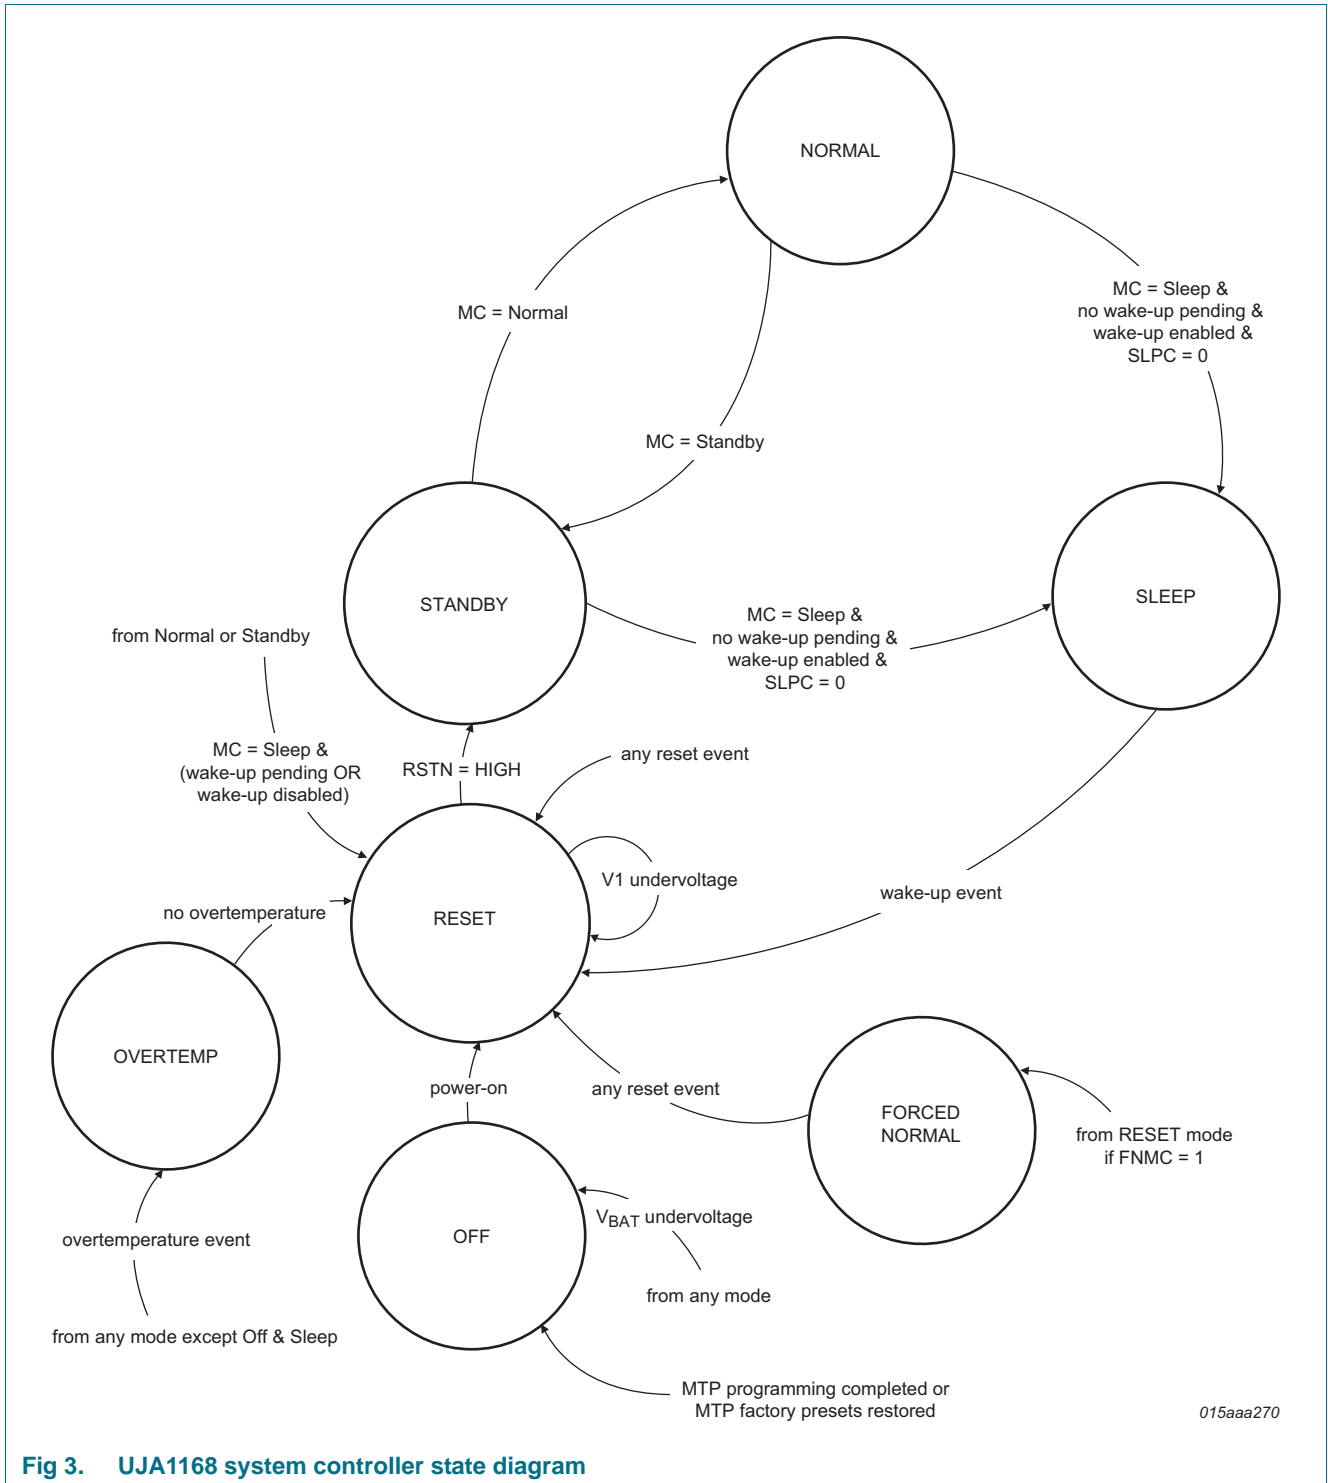 NORMAL
MC = Sleep &
no wake-up pending &
wake-up enabled &
SLPC = 0
MC = Normal
MC = Standby
STANDBY
SLEEP
MC = Sleep &
no wake-up pending &
wake-up enabled &
SLPC = 0
from Normal or Standby
MC = Sleep &
(wake-up pending OR
wake-up disabled)
RSTN = HIGH
any reset event
V1 undervoltage
wake-up event
no overtemperature
RESET
OVERTEMP
power-on
any reset event
FORCED
NORMAL
from RESET mode
if FNMC = 1
overtemperature event
OFF
VBAT undervoltage
from any mode
from any mode except Off & Sleep
MTP programming completed or
MTP factory presets restored
015aaa270
Fig 3. UJA1168 system controller state diagram